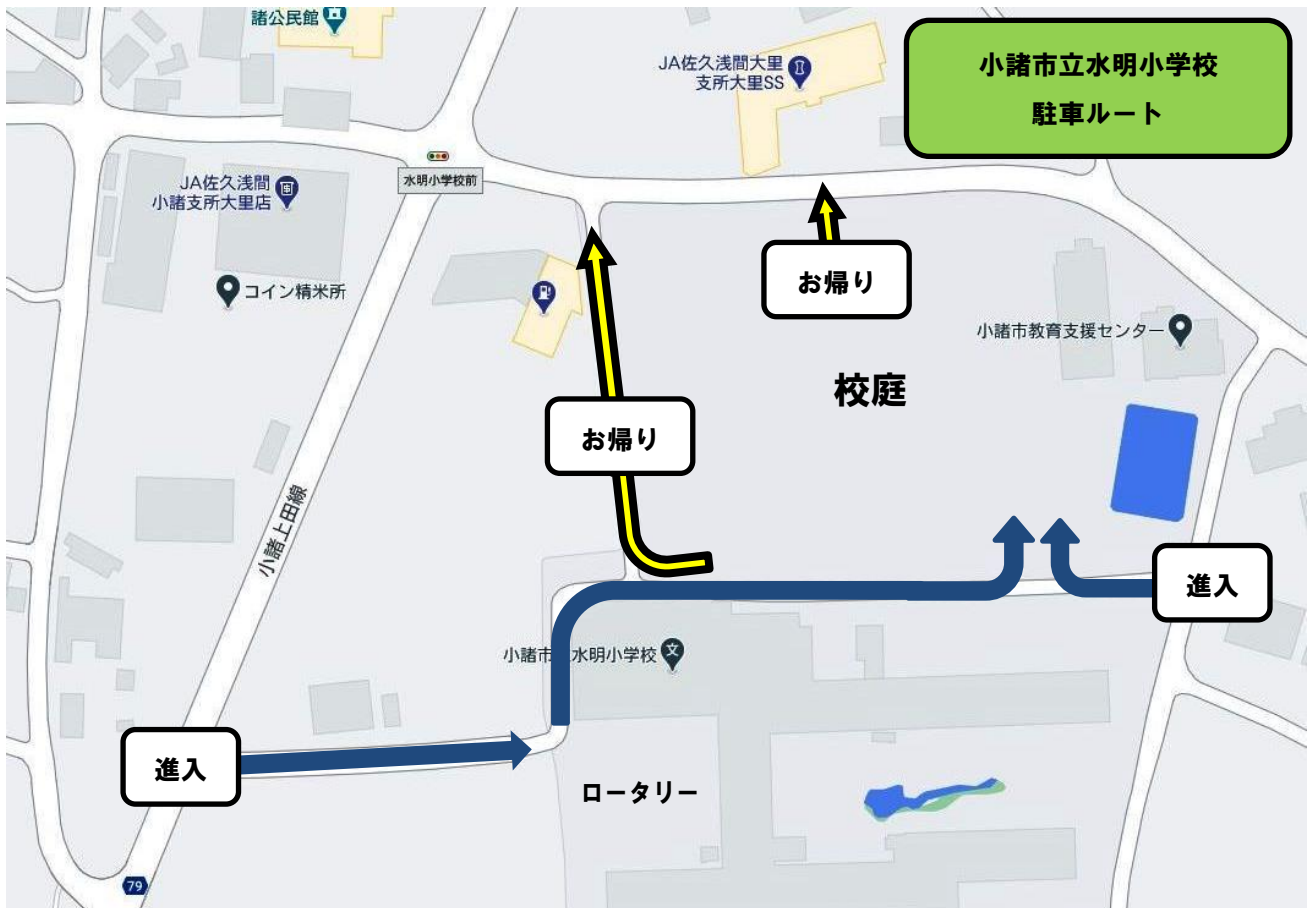 諸公民館
JA佐久浅間大里
支所大里SS
小諸市立水明小学校
駐車ルート
水明小学校前
JA佐久浅間
小諸支所大里店
コイン精米所
お帰り
小諸市教育支援センター
校庭
お帰り
小諸上田線
進入
小諸市
水明小学校
文
進入
ロータリー
79